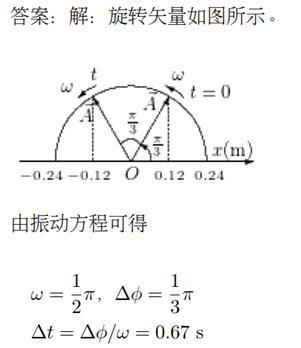 答案：解：旋转矢量如图所示。
ω t ω
A A t = 0
π/3 π/3
x(m)
−0.24 −0.12 O 0.12 0.24
由振动方程可得
ω = 1/2 π, Δϕ = 1/3 π
Δt = Δϕ/ω = 0.67 s